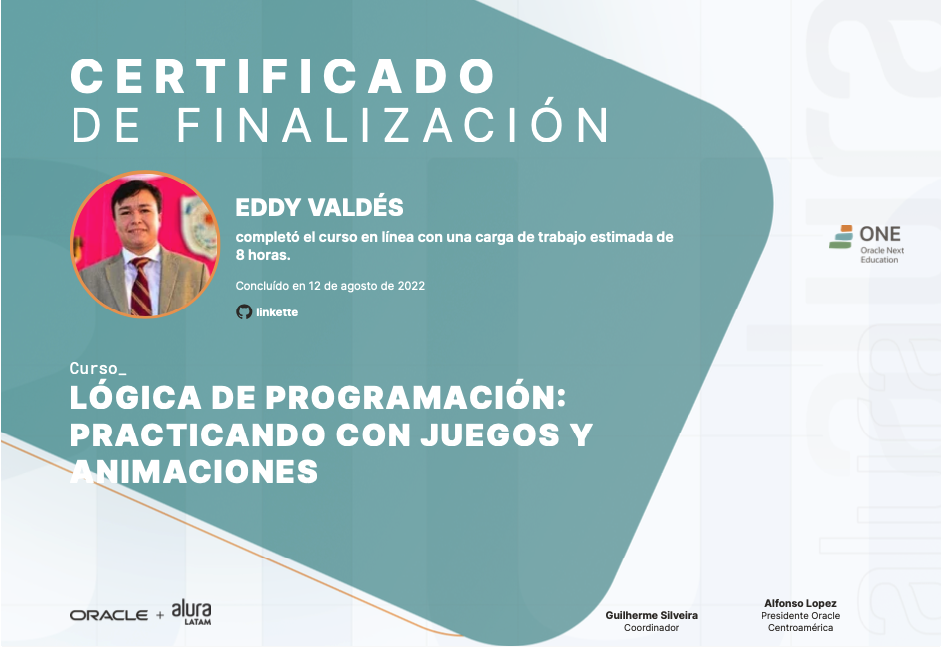 CERTIFICADO
DE FINALIZACIÓN
EDDY VALDÉS
completó el curso en línea con una carga de trabajo estimada de
8 horas.
Concluído en 12 de agosto de 2022
linkette
ONE
Oracle Next
Education
Curso_
LÓGICA DE PROGRAMACIÓN:
PRACTICANDO CON JUEGOS Y
ANIMACIONES
ORACLE + alura
LATAM
Guilherme Silveira
Coordinador
Alfonso Lopez
Presidente Oracle
Centroamérica
alura
alura